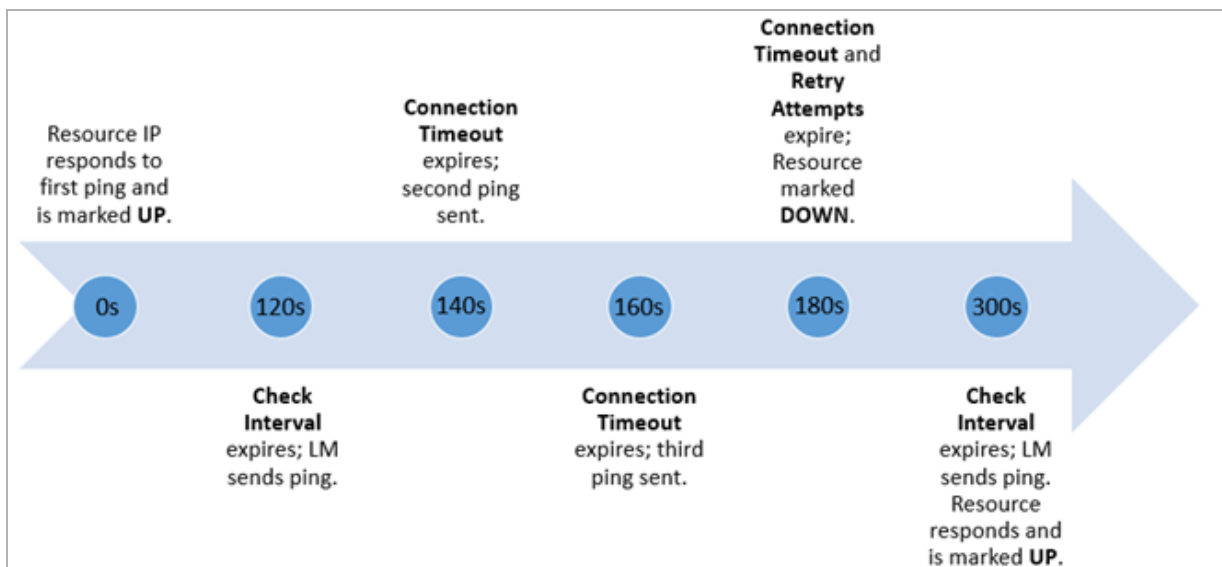 Resource IP
responds to
first ping and
is marked UP.
Connection
Timeout
expires;
second ping
sent.
Connection
Timeout and
Retry
Attempts
expire;
Resource
marked
DOWN.
0s
120s
140s
160s
180s
300s
Check
Interval
expires; LM
sends ping.
Connection
Timeout
expires; third
ping sent.
Check
Interval
expires; LM
sends ping.
Resource
responds and
is marked UP.